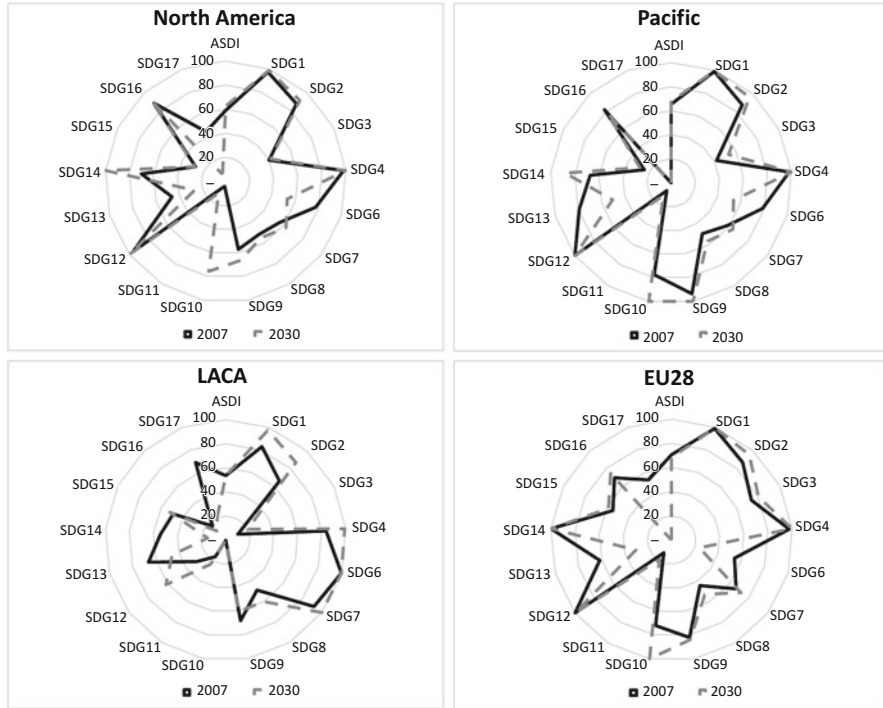 North America
ASDI
SDG1
SDG2
SDG3
SDG4
SDG6
SDG7
SDG8
SDG9
SDG10
SDG11
SDG12
SDG13
SDG14
SDG15
SDG16
SDG17
100
80
60
40
20
–
2007 2030
Pacific
ASDI
SDG1
SDG2
SDG3
SDG4
SDG6
SDG7
SDG8
SDG9
SDG10
SDG11
SDG12
SDG13
SDG14
SDG15
SDG16
SDG17
100
80
60
40
20
–
2007 2030
LACA
ASDI
SDG1
SDG2
SDG3
SDG4
SDG6
SDG7
SDG8
SDG9
SDG10
SDG11
SDG12
SDG13
SDG14
SDG15
SDG16
SDG17
100
80
60
40
20
–
2007 2030
EU28
ASDI
SDG1
SDG2
SDG3
SDG4
SDG6
SDG7
SDG8
SDG9
SDG10
SDG11
SDG12
SDG13
SDG14
SDG15
SDG16
SDG17
100
80
60
40
20
–
2007 2030